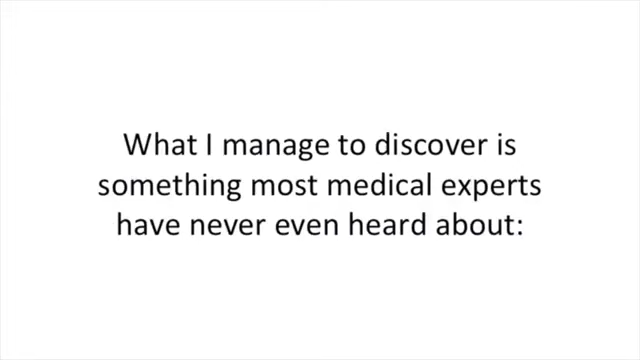 What I manage to discover is
something most medical experts
have never even heard about: